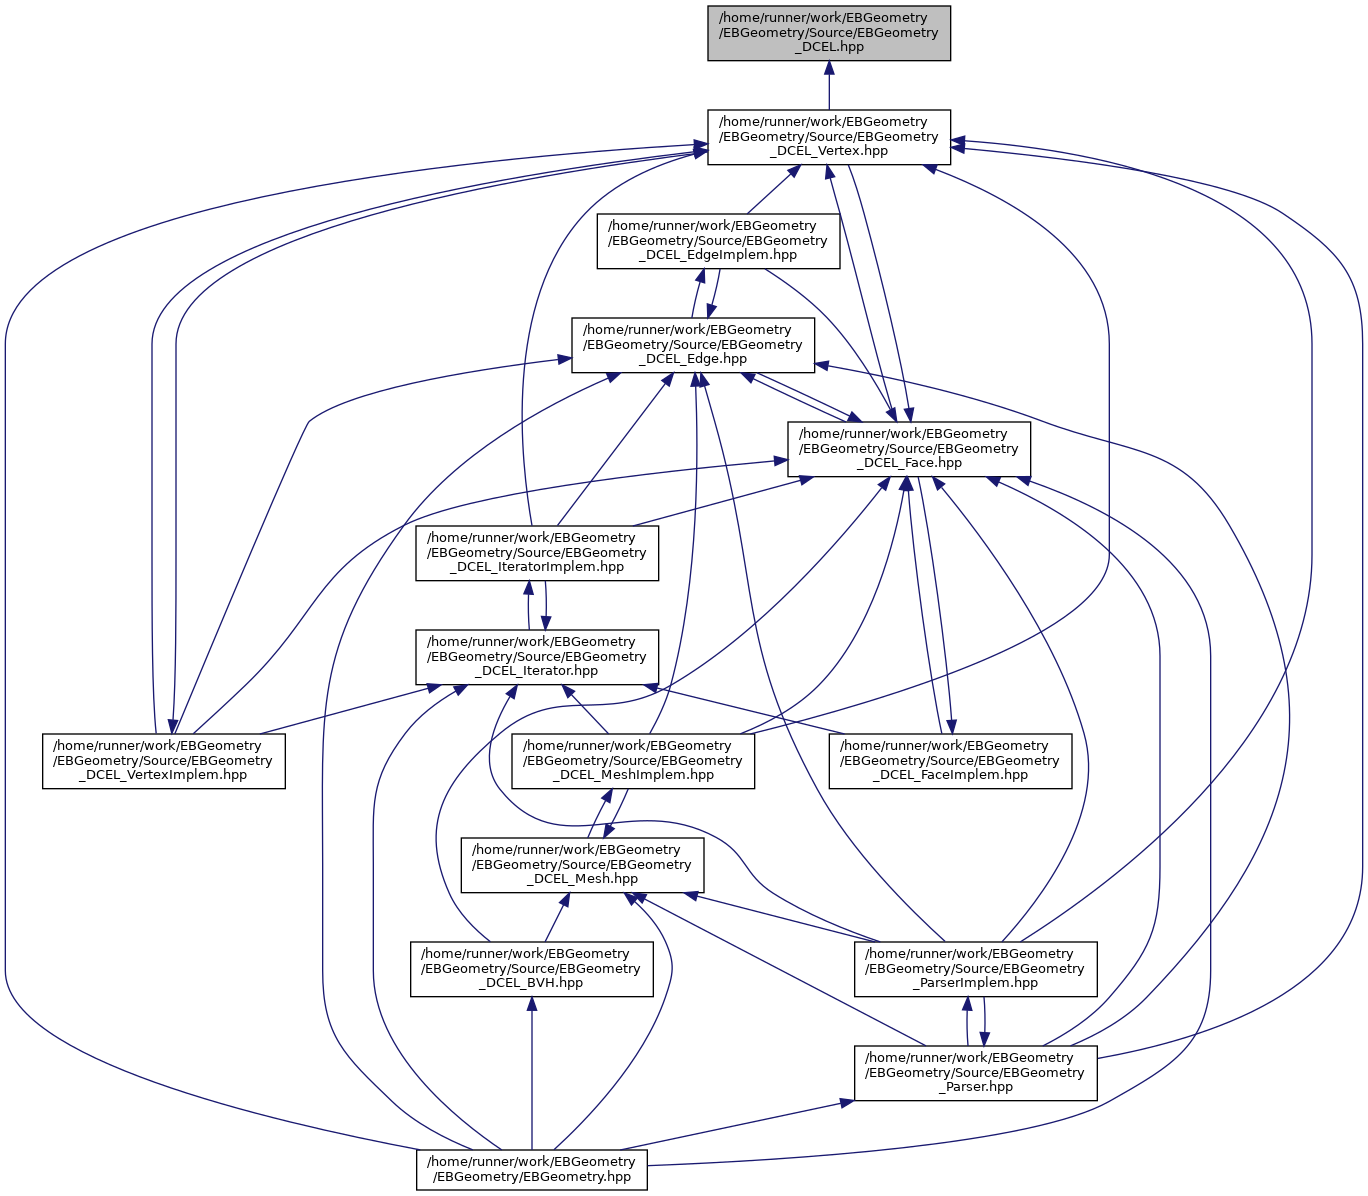 /home/runner/work/EBGeometry
/EBGeometry/Source/EBGeometry
_DCEL.hpp
/home/runner/work/EBGeometry
/EBGeometry/Source/EBGeometry
_DCEL_Vertex.hpp
/home/runner/work/EBGeometry
/EBGeometry/Source/EBGeometry
_DCEL_EdgeImplem.hpp
/home/runner/work/EBGeometry
/EBGeometry/Source/EBGeometry
_DCEL_Edge.hpp
/home/runner/work/EBGeometry
/EBGeometry/Source/EBGeometry
_DCEL_Face.hpp
/home/runner/work/EBGeometry
/EBGeometry/Source/EBGeometry
_DCEL_IteratorImplem.hpp
/home/runner/work/EBGeometry
/EBGeometry/Source/EBGeometry
_DCEL_Iterator.hpp
/home/runner/work/EBGeometry
/EBGeometry/Source/EBGeometry
_DCEL_VertexImplem.hpp
/home/runner/work/EBGeometry
/EBGeometry/Source/EBGeometry
_DCEL_MeshImplem.hpp
/home/runner/work/EBGeometry
/EBGeometry/Source/EBGeometry
_DCEL_FaceImplem.hpp
/home/runner/work/EBGeometry
/EBGeometry/Source/EBGeometry
_DCEL_Mesh.hpp
/home/runner/work/EBGeometry
/EBGeometry/Source/EBGeometry
_DCEL_BVH.hpp
/home/runner/work/EBGeometry
/EBGeometry/Source/EBGeometry
_ParserImplem.hpp
/home/runner/work/EBGeometry
/EBGeometry/Source/EBGeometry
_Parser.hpp
/home/runner/work/EBGeometry
/EBGeometry/EBGeometry.hpp